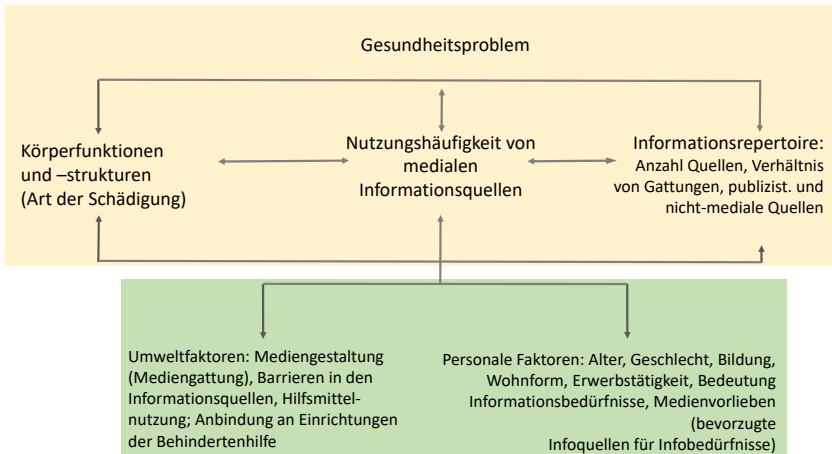 Gesundheitsproblem
Körperfunktionen
und –strukturen
(Art der Schädigung)
Nutzungshäufigkeit von
medialen
Informationsquellen
Informationsrepertoire:
Anzahl Quellen, Verhältnis
von Gattungen, publizist. und
nicht-mediale Quellen
Umweltfaktoren: Mediengestaltung
(Mediengattung), Barrieren in den
Informationsquellen, Hilfsmittel-
nutzung; Anbindung an Einrichtungen
der Behindertenhilfe
Personale Faktoren: Alter, Geschlecht, Bildung,
Wohnform, Erwerbstätigkeit, Bedeutung
Informationsbedürfnisse, Medienvorlieben
(bevorzugte
Infoquellen für Infobedürfnisse)